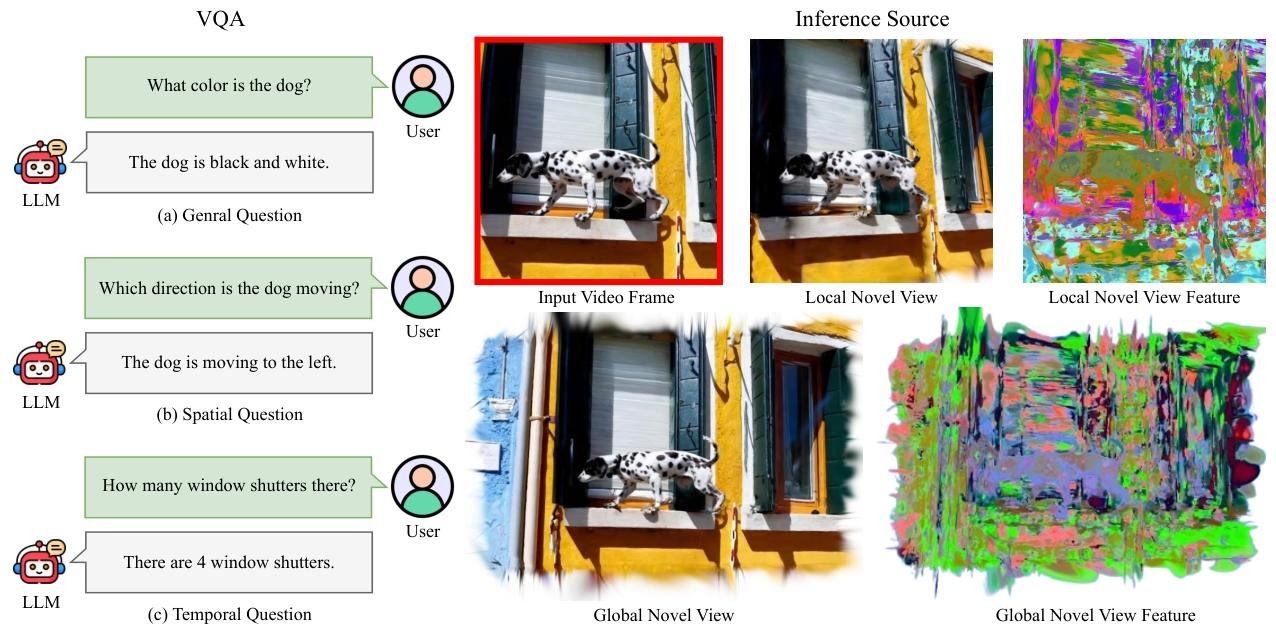 VQA
Inference Source
What color is the dog?
User
The dog is black and white.
LLM
(a) Genral Question
Which direction is the dog moving?
User
The dog is moving to the left.
LLM
(b) Spatial Question
How many window shutters there?
User
There are 4 window shutters.
LLM
(c) Temporal Question
Input Video Frame
Local Novel View
Local Novel View Feature
Global Novel View
Global Novel View Feature